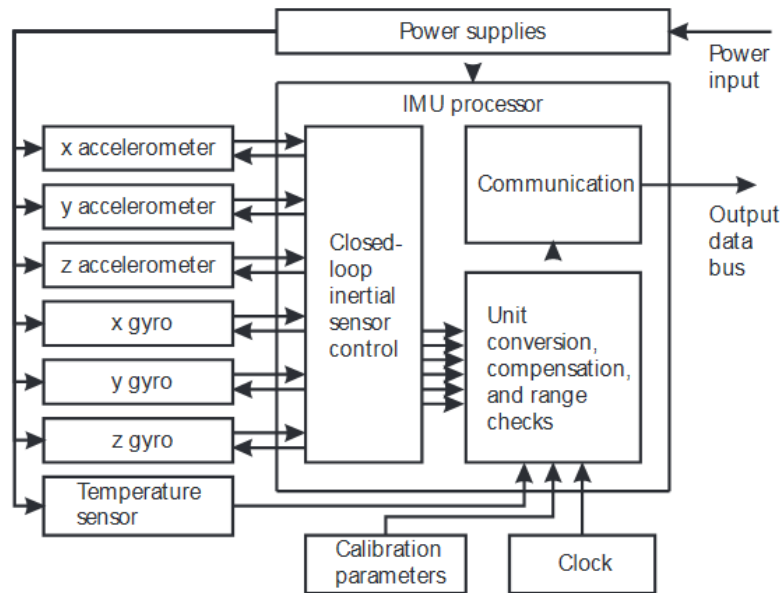 Power supplies
Power
input
IMU processor
x accelerometer
y accelerometer
z accelerometer
x gyro
y gyro
z gyro
Temperature
sensor
Closed-
loop
inertial
sensor
control
Communication
Output
data
bus
Unit
conversion,
compensation,
and range
checks
Calibration
parameters
Clock